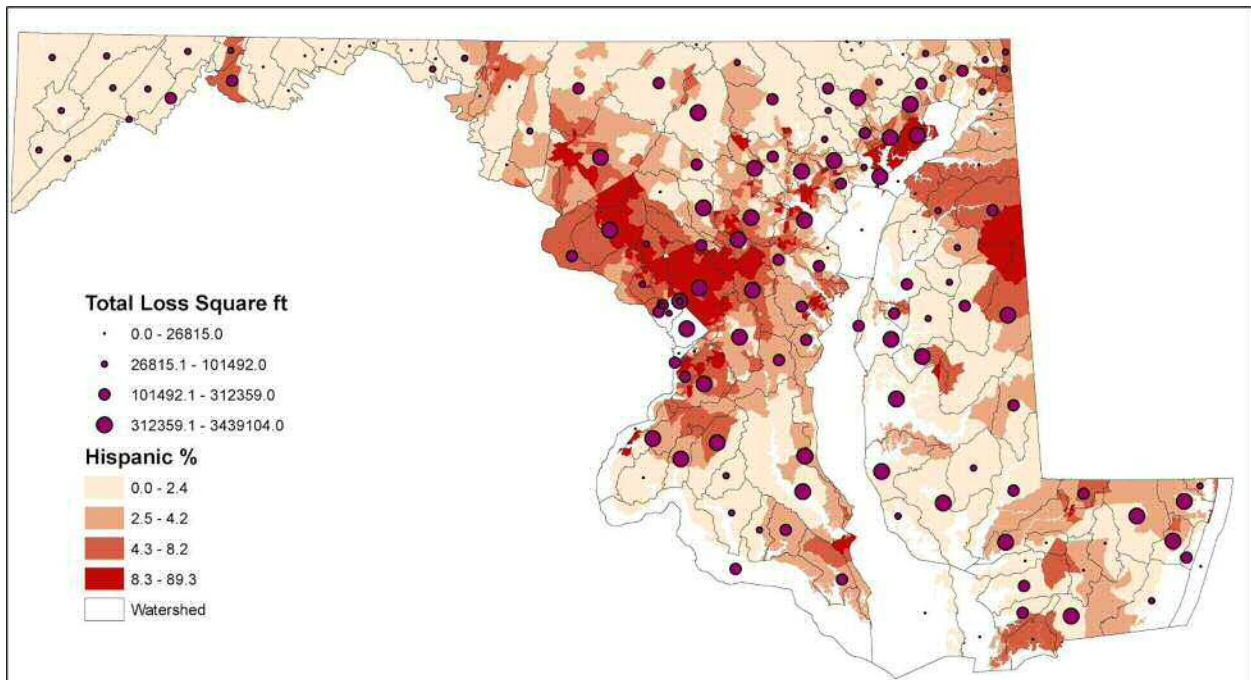 Total Loss Square ft
0.0 - 26815.0
26815.1 - 101492.0
101492.1 - 312359.0
312359.1 - 3439104.0
Hispanic %
0.0 - 2.4
2.5 - 4.2
4.3 - 8.2
8.3 - 89.3
Watershed